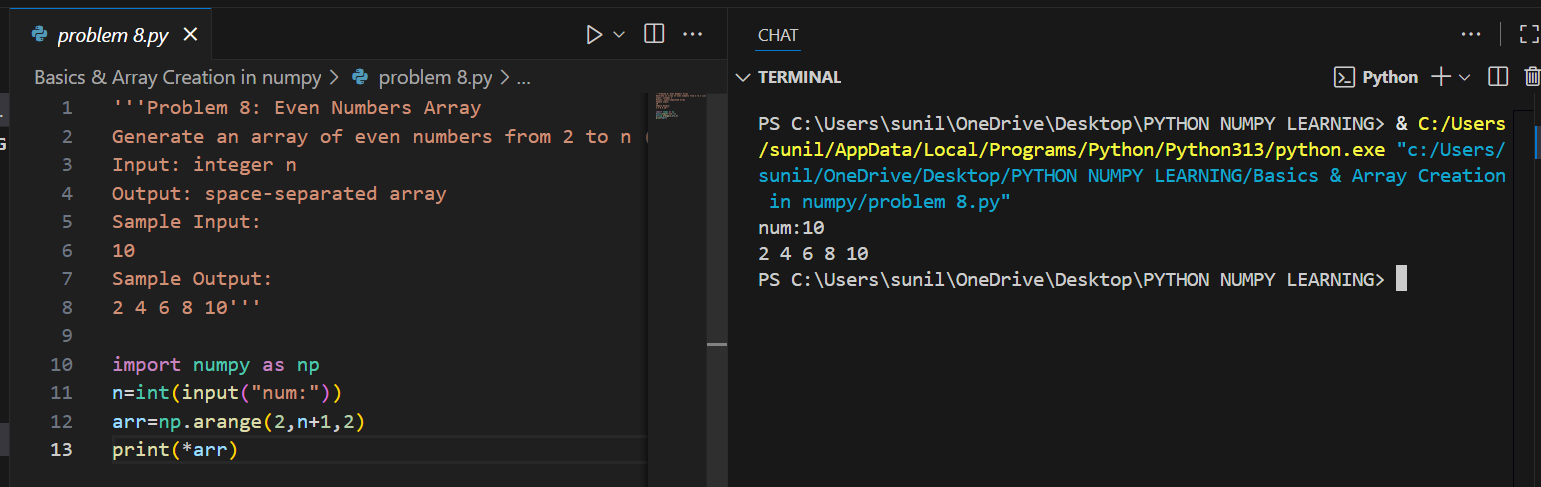 problem 8.py
Basics & Array Creation in numpy > problem 8.py > ...
1 '''Problem 8: Even Numbers Array
2 Generate an array of even numbers from 2 to n (
3 Input: integer n
4 Output: space-separated array
5 Sample Input:
6 10
7 Sample Output:
8 2 4 6 8 10'''
9
10 import numpy as np
11 n=int(input("num:"))
12 arr=np.arange(2,n+1,2)
13 print(*arr)
CHAT
TERMINAL
Python
PS C:\Users\sunil\OneDrive\Desktop\PYTHON NUMPY LEARNING> & C:/Users
/sunil/AppData/Local/Programs/Python/Python313/python.exe "c:/Users/
sunil/OneDrive/Desktop/PYTHON NUMPY LEARNING/Basics & Array Creation
 in numpy/problem 8.py"
num:10
2 4 6 8 10
PS C:\Users\sunil\OneDrive\Desktop\PYTHON NUMPY LEARNING>